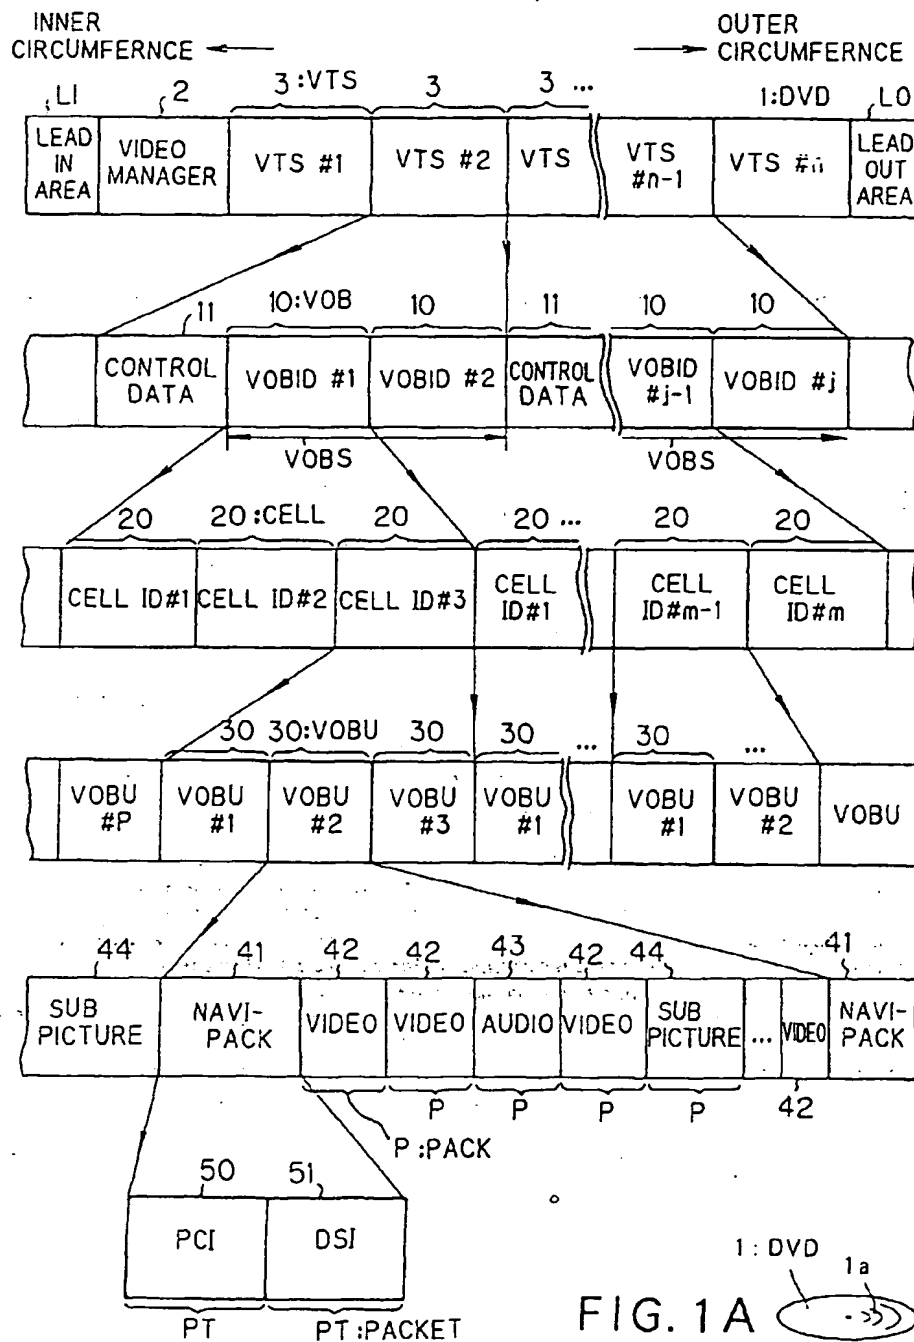 INNER
CIRCUMFERNCE
OUTER
CIRCUMFERNCE
LI 2 3:VTS 3 3 ... 1:DVD LO
LEAD IN AREA
VIDEO MANAGER
VTS #1
VTS #2
VTS
VTS #n-1
VTS #n
LEAD OUT AREA
11 10:VOB 10 11 10 10
CONTROL DATA
VOBID #1
VOBID #2
CONTROL DATA
VOBID #j-1
VOBID #j
VOBS VOBS
20 20:CELL 20 20 ... 20 20
CELL ID#1
CELL ID#2
CELL ID#3
CELL ID#1
CELL ID#m-1
CELL ID#m
30 30:VOBU 30 30 ... 30 ...
VOBU #P
VOBU #1
VOBU #2
VOBU #3
VOBU #1
VOBU #1
VOBU #2
VOBU
44 41 42 42 43 42 44 41
SUB PICTURE
NAVI-PACK
VIDEO
VIDEO
AUDIO
VIDEO
SUB PICTURE
...
VIDEO
NAVI-PACK
P P P P 42
P:PACK
50 51
PCI DSI
PT PT:PACKET
1:DVD
1a
FIG. 1A